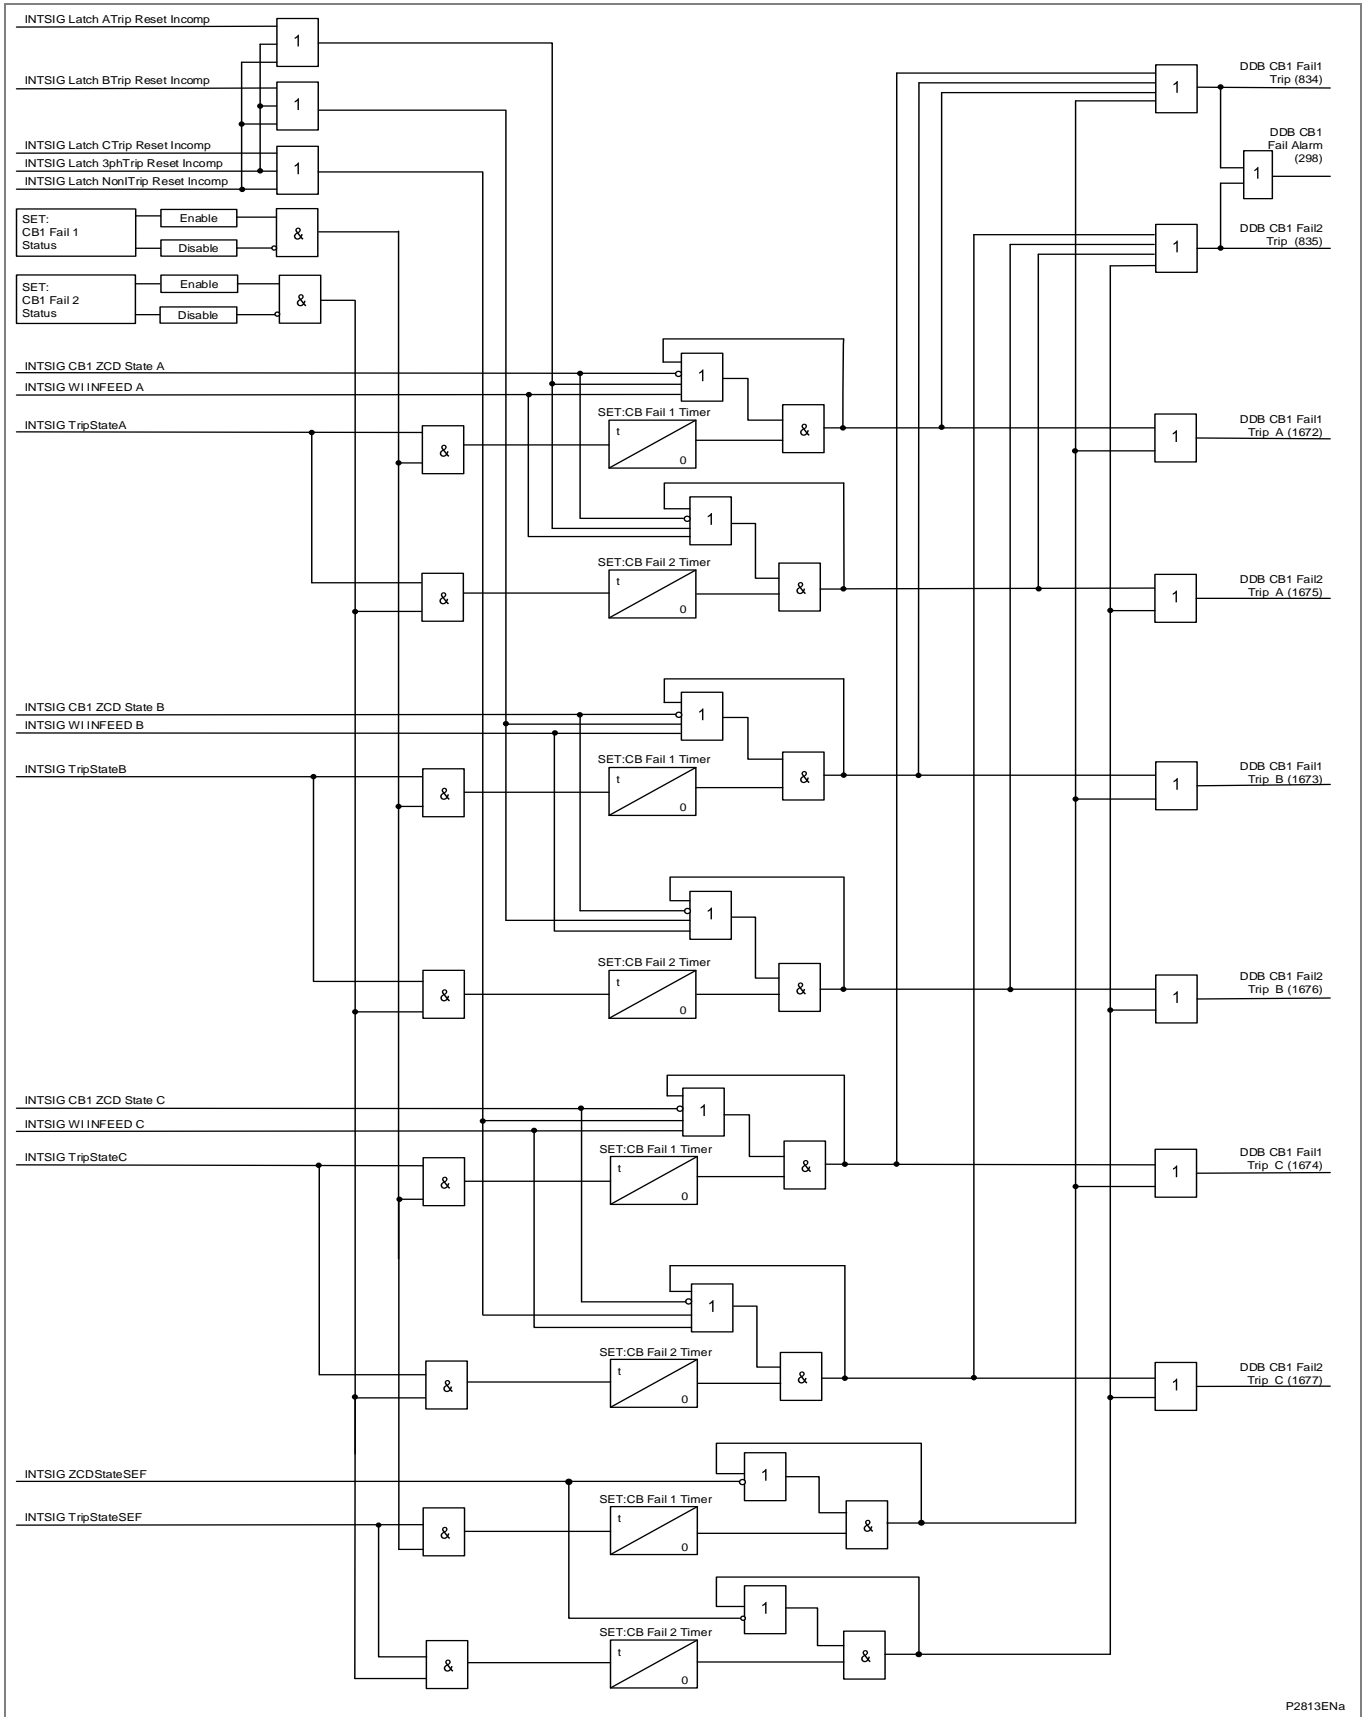 INTSIG Latch ATrip Reset Incomp
1
INTSIG Latch BTrip Reset Incomp
1
INTSIG Latch CTrip Reset Incomp
INTSIG Latch 3phTrip Reset Incomp
1
INTSIG Latch NonITrip Reset Incomp
SET:
CB1 Fail 1
Status
Enable
Disable
&
SET:
CB1 Fail 2
Status
Enable
Disable
&
1
DDB CB1 Fail1
Trip (834)
DDB CB1
Fail Alarm
(298)
1
1
DDB CB1 Fail2
Trip (835)
INTSIG CB1 ZCD State A
INTSIG WI INFEED A
1
INTSIG TripStateA
&
SET:CB Fail 1 Timer
t
0
&
1
DDB CB1 Fail1
Trip A (1672)
1
&
SET:CB Fail 2 Timer
t
0
&
1
DDB CB1 Fail2
Trip A (1675)
INTSIG CB1 ZCD State B
INTSIG WI INFEED B
1
INTSIG TripStateB
&
SET:CB Fail 1 Timer
t
0
&
1
DDB CB1 Fail1
Trip B (1673)
1
&
SET:CB Fail 2 Timer
t
0
&
1
DDB CB1 Fail2
Trip B (1676)
INTSIG CB1 ZCD State C
INTSIG WI INFEED C
1
INTSIG TripStateC
&
SET:CB Fail 1 Timer
t
0
&
1
DDB CB1 Fail1
Trip C (1674)
1
&
SET:CB Fail 2 Timer
t
0
&
1
DDB CB1 Fail2
Trip C (1677)
INTSIG ZCDStateSEF
1
INTSIG TripStateSEF
&
SET:CB Fail 1 Timer
t
0
&
1
&
SET:CB Fail 2 Timer
t
0
&
P2813ENa